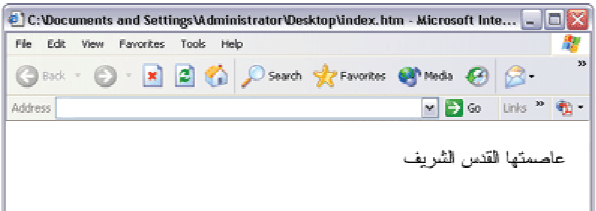 C:\Documents and Settings\Administrator\Desktop\index.htm - Microsoft Inte...
File Edit View Favorites Tools Help
Back Search Favorites Media
Address Go Links
عاصمتها القدس الشريف